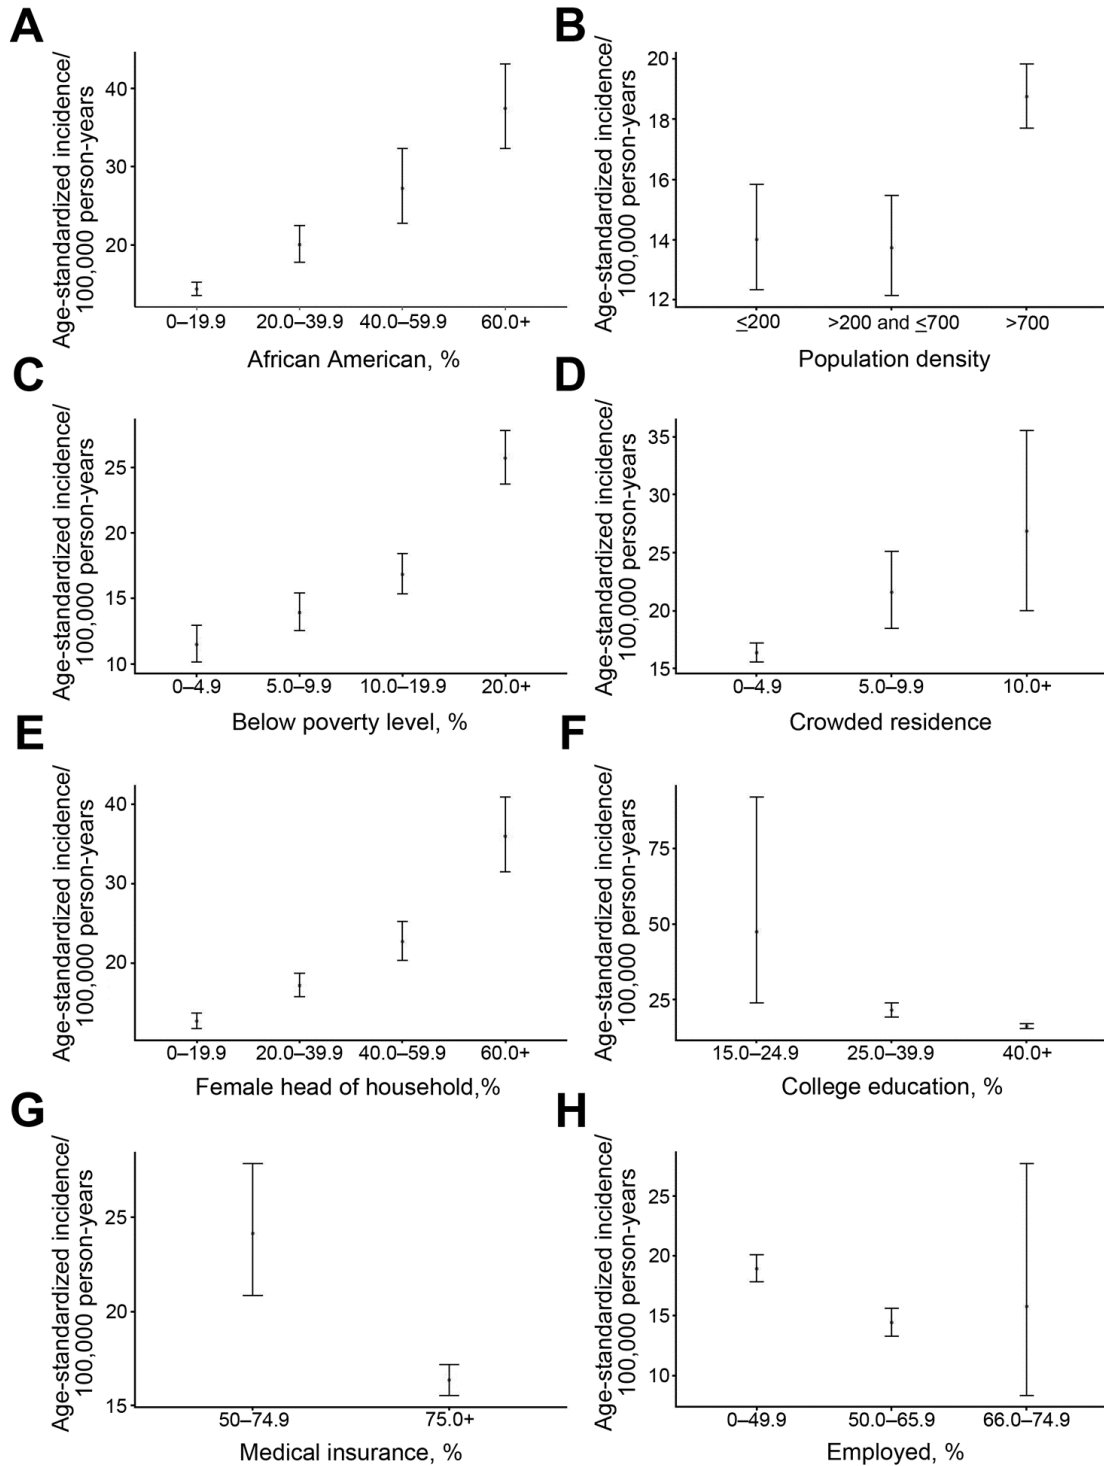 A
Age-standardized incidence/
100,000 person-years
40
30
20
0–19.9 20.0–39.9 40.0–59.9 60.0+
African American, %
B
Age-standardized incidence/
100,000 person-years
20
18
16
14
12
≤200 >200 and ≤700 >700
Population density
C
Age-standardized incidence/
100,000 person-years
25
20
15
10
0–4.9 5.0–9.9 10.0–19.9 20.0+
Below poverty level, %
D
Age-standardized incidence/
100,000 person-years
35
30
25
20
15
0–4.9 5.0–9.9 10.0+
Crowded residence
E
Age-standardized incidence/
100,000 person-years
40
30
20
0–19.9 20.0–39.9 40.0–59.9 60.0+
Female head of household,%
F
Age-standardized incidence/
100,000 person-years
75
50
25
15.0–24.9 25.0–39.9 40.0+
College education, %
G
Age-standardized incidence/
100,000 person-years
25
20
15
50–74.9 75.0+
Medical insurance, %
H
Age-standardized incidence/
100,000 person-years
25
20
15
10
0–49.9 50.0–65.9 66.0–74.9
Employed, %